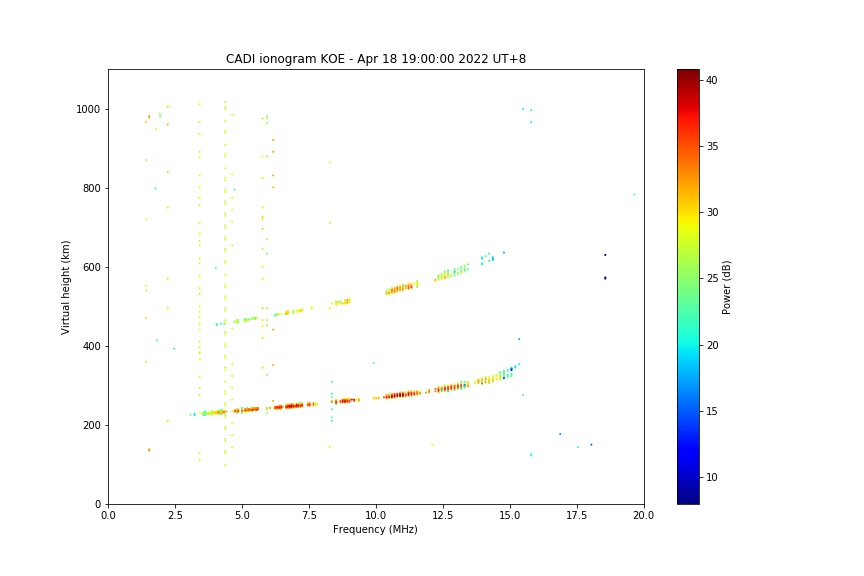 CADI ionogram KOE - Apr 18 19:00:00 2022 UT+8
Virtual height (km)
1000
800
600
400
200
0
0.0 2.5 5.0 7.5 10.0 12.5 15.0 17.5 20.0
Frequency (MHz)
40
35
30
25
20
15
10
Power (dB)